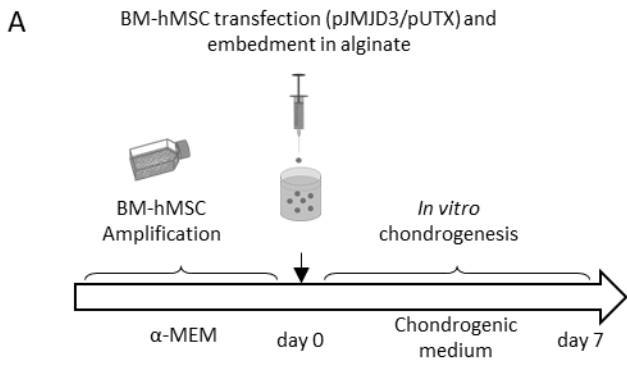 A
BM-hMSC transfection (pJMJD3/pUTX) and
embedment in alginate
BM-hMSC
Amplification
In vitro
chondrogenesis
α-MEM
day 0
Chondrogenic
medium
day 7